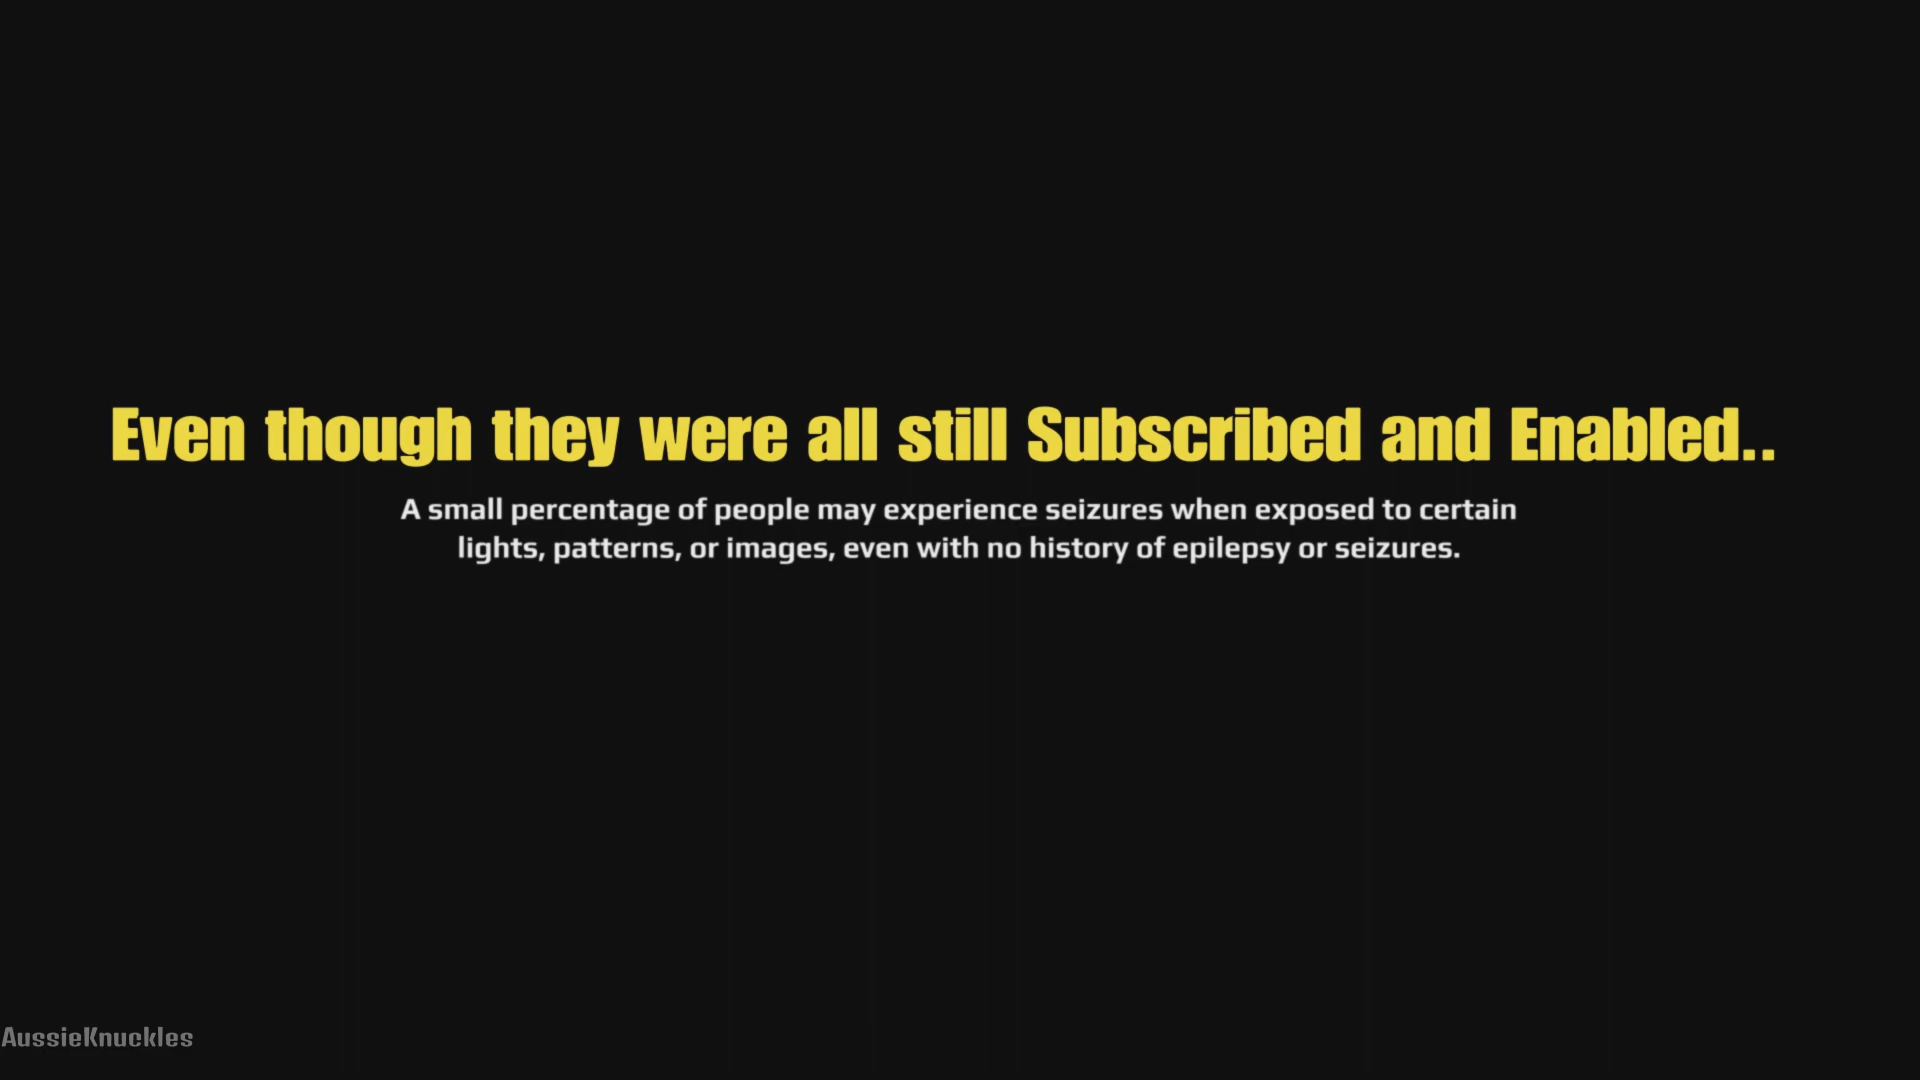 Even though they were all still Subscribed and Enabled..
A small percentage of people may experience seizures when exposed to certain
lights, patterns, or images, even with no history of epilepsy or seizures.
AussieKnuckles